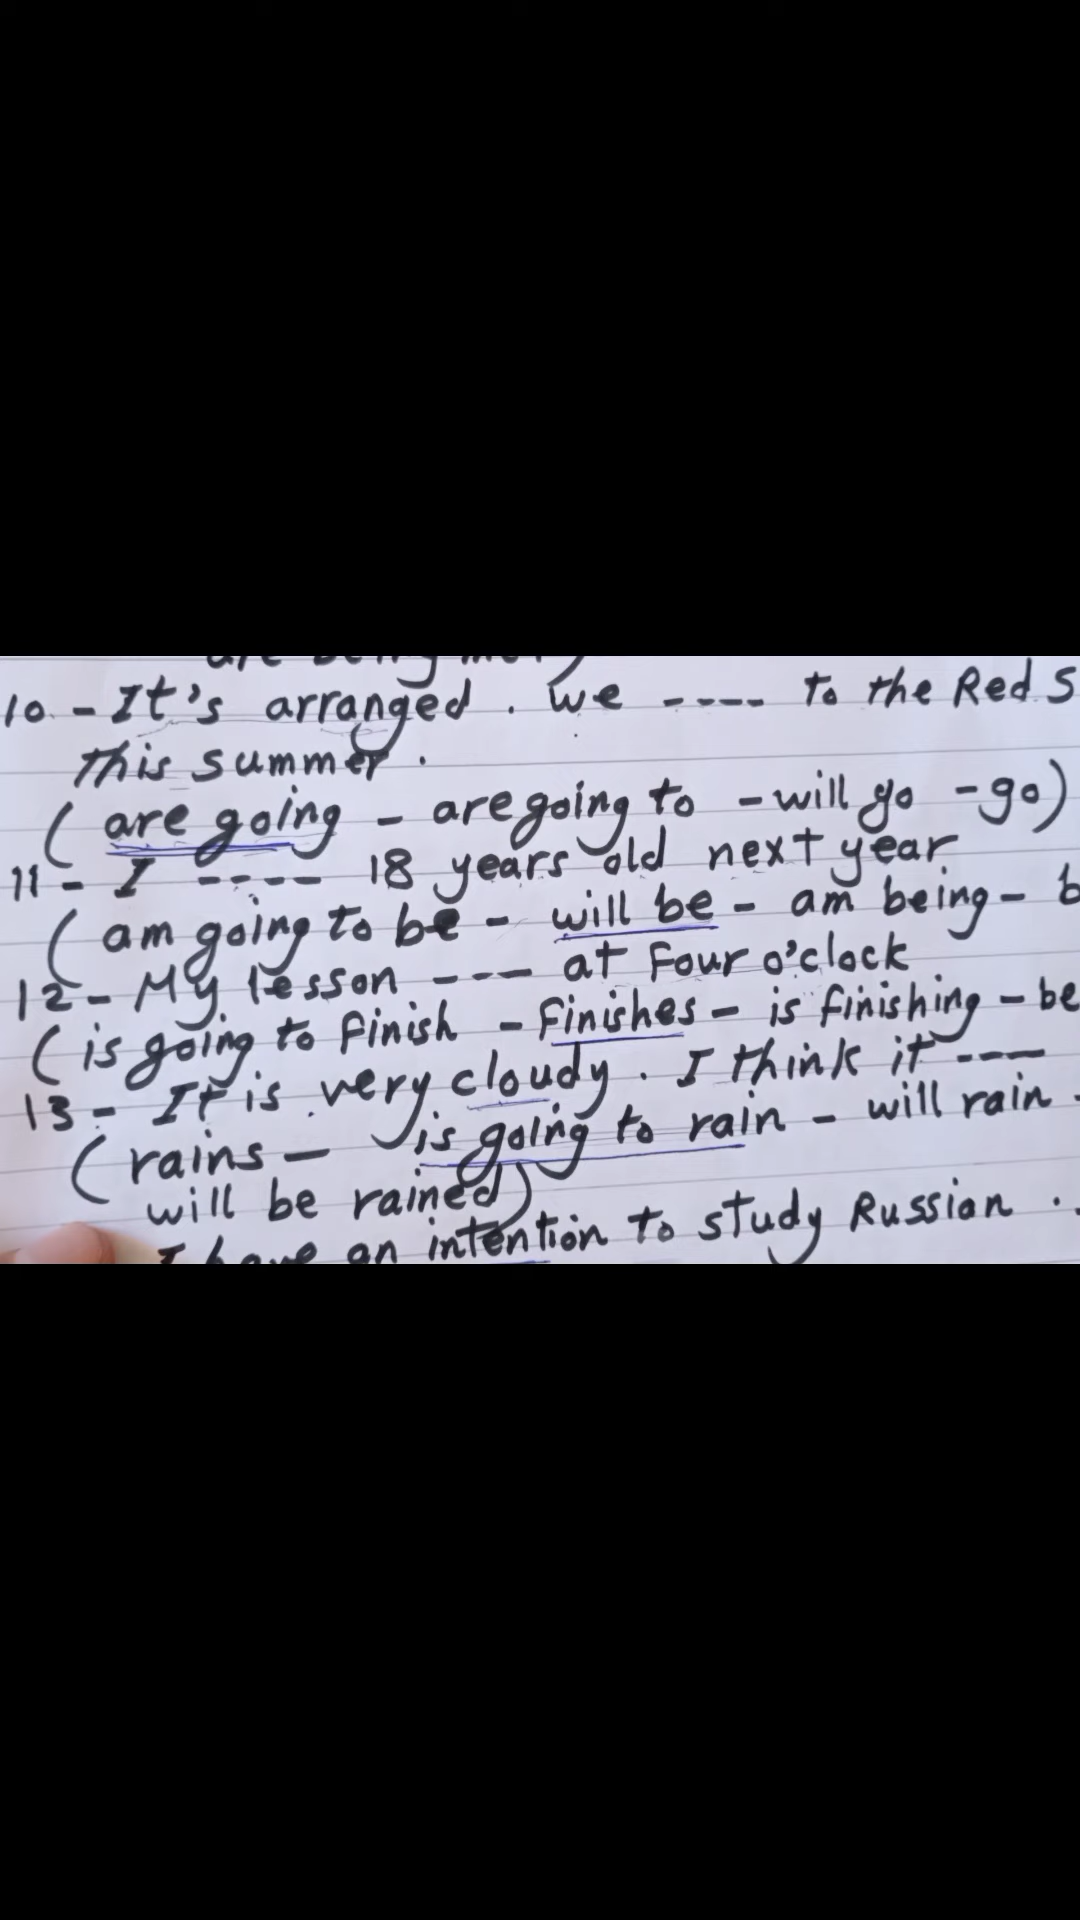 10 - It's arranged. We ---- to the Red S
this summer.
( are going - are going to - will go - go)
11 - I ---- 18 years old next year
( am going to be - will be - am being - b
12 - My lesson --- at Four o'clock
( is going to finish - finishes - is finishing - be
13 - It is very cloudy. I think it ---
( rains - is going to rain - will rain -
will be rained)
I have an intention to study Russian.